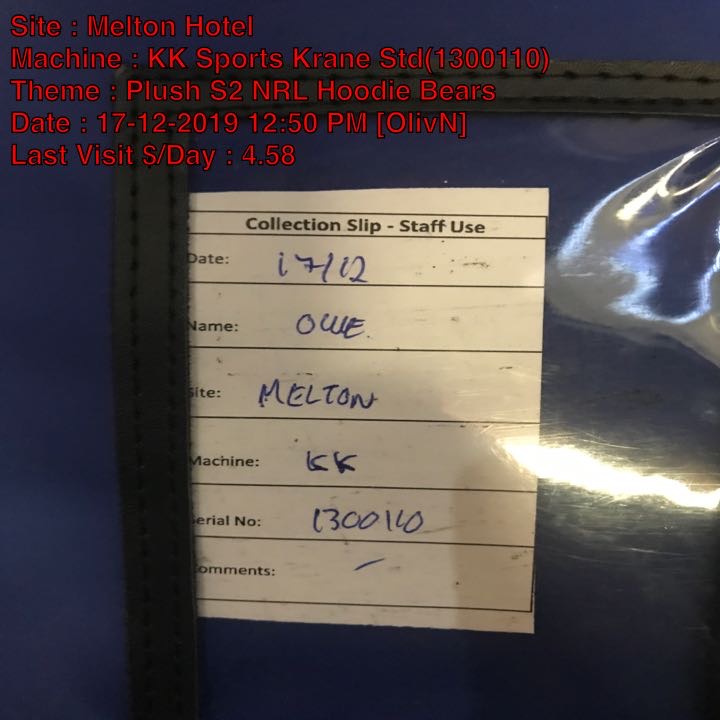 Site : Melton Hotel
Machine : KK Sports Krane Std(1300110)
Theme : Plush S2 NRL Hoodie Bears
Date : 17-12-2019 12:50 PM [OlivN]
Last Visit $/Day : 4.58
Collection Slip - Staff Use
Date: 17/12
Name: OLLIE
Site: MELTON
Machine: KK
erial No: 1300110
omments: -